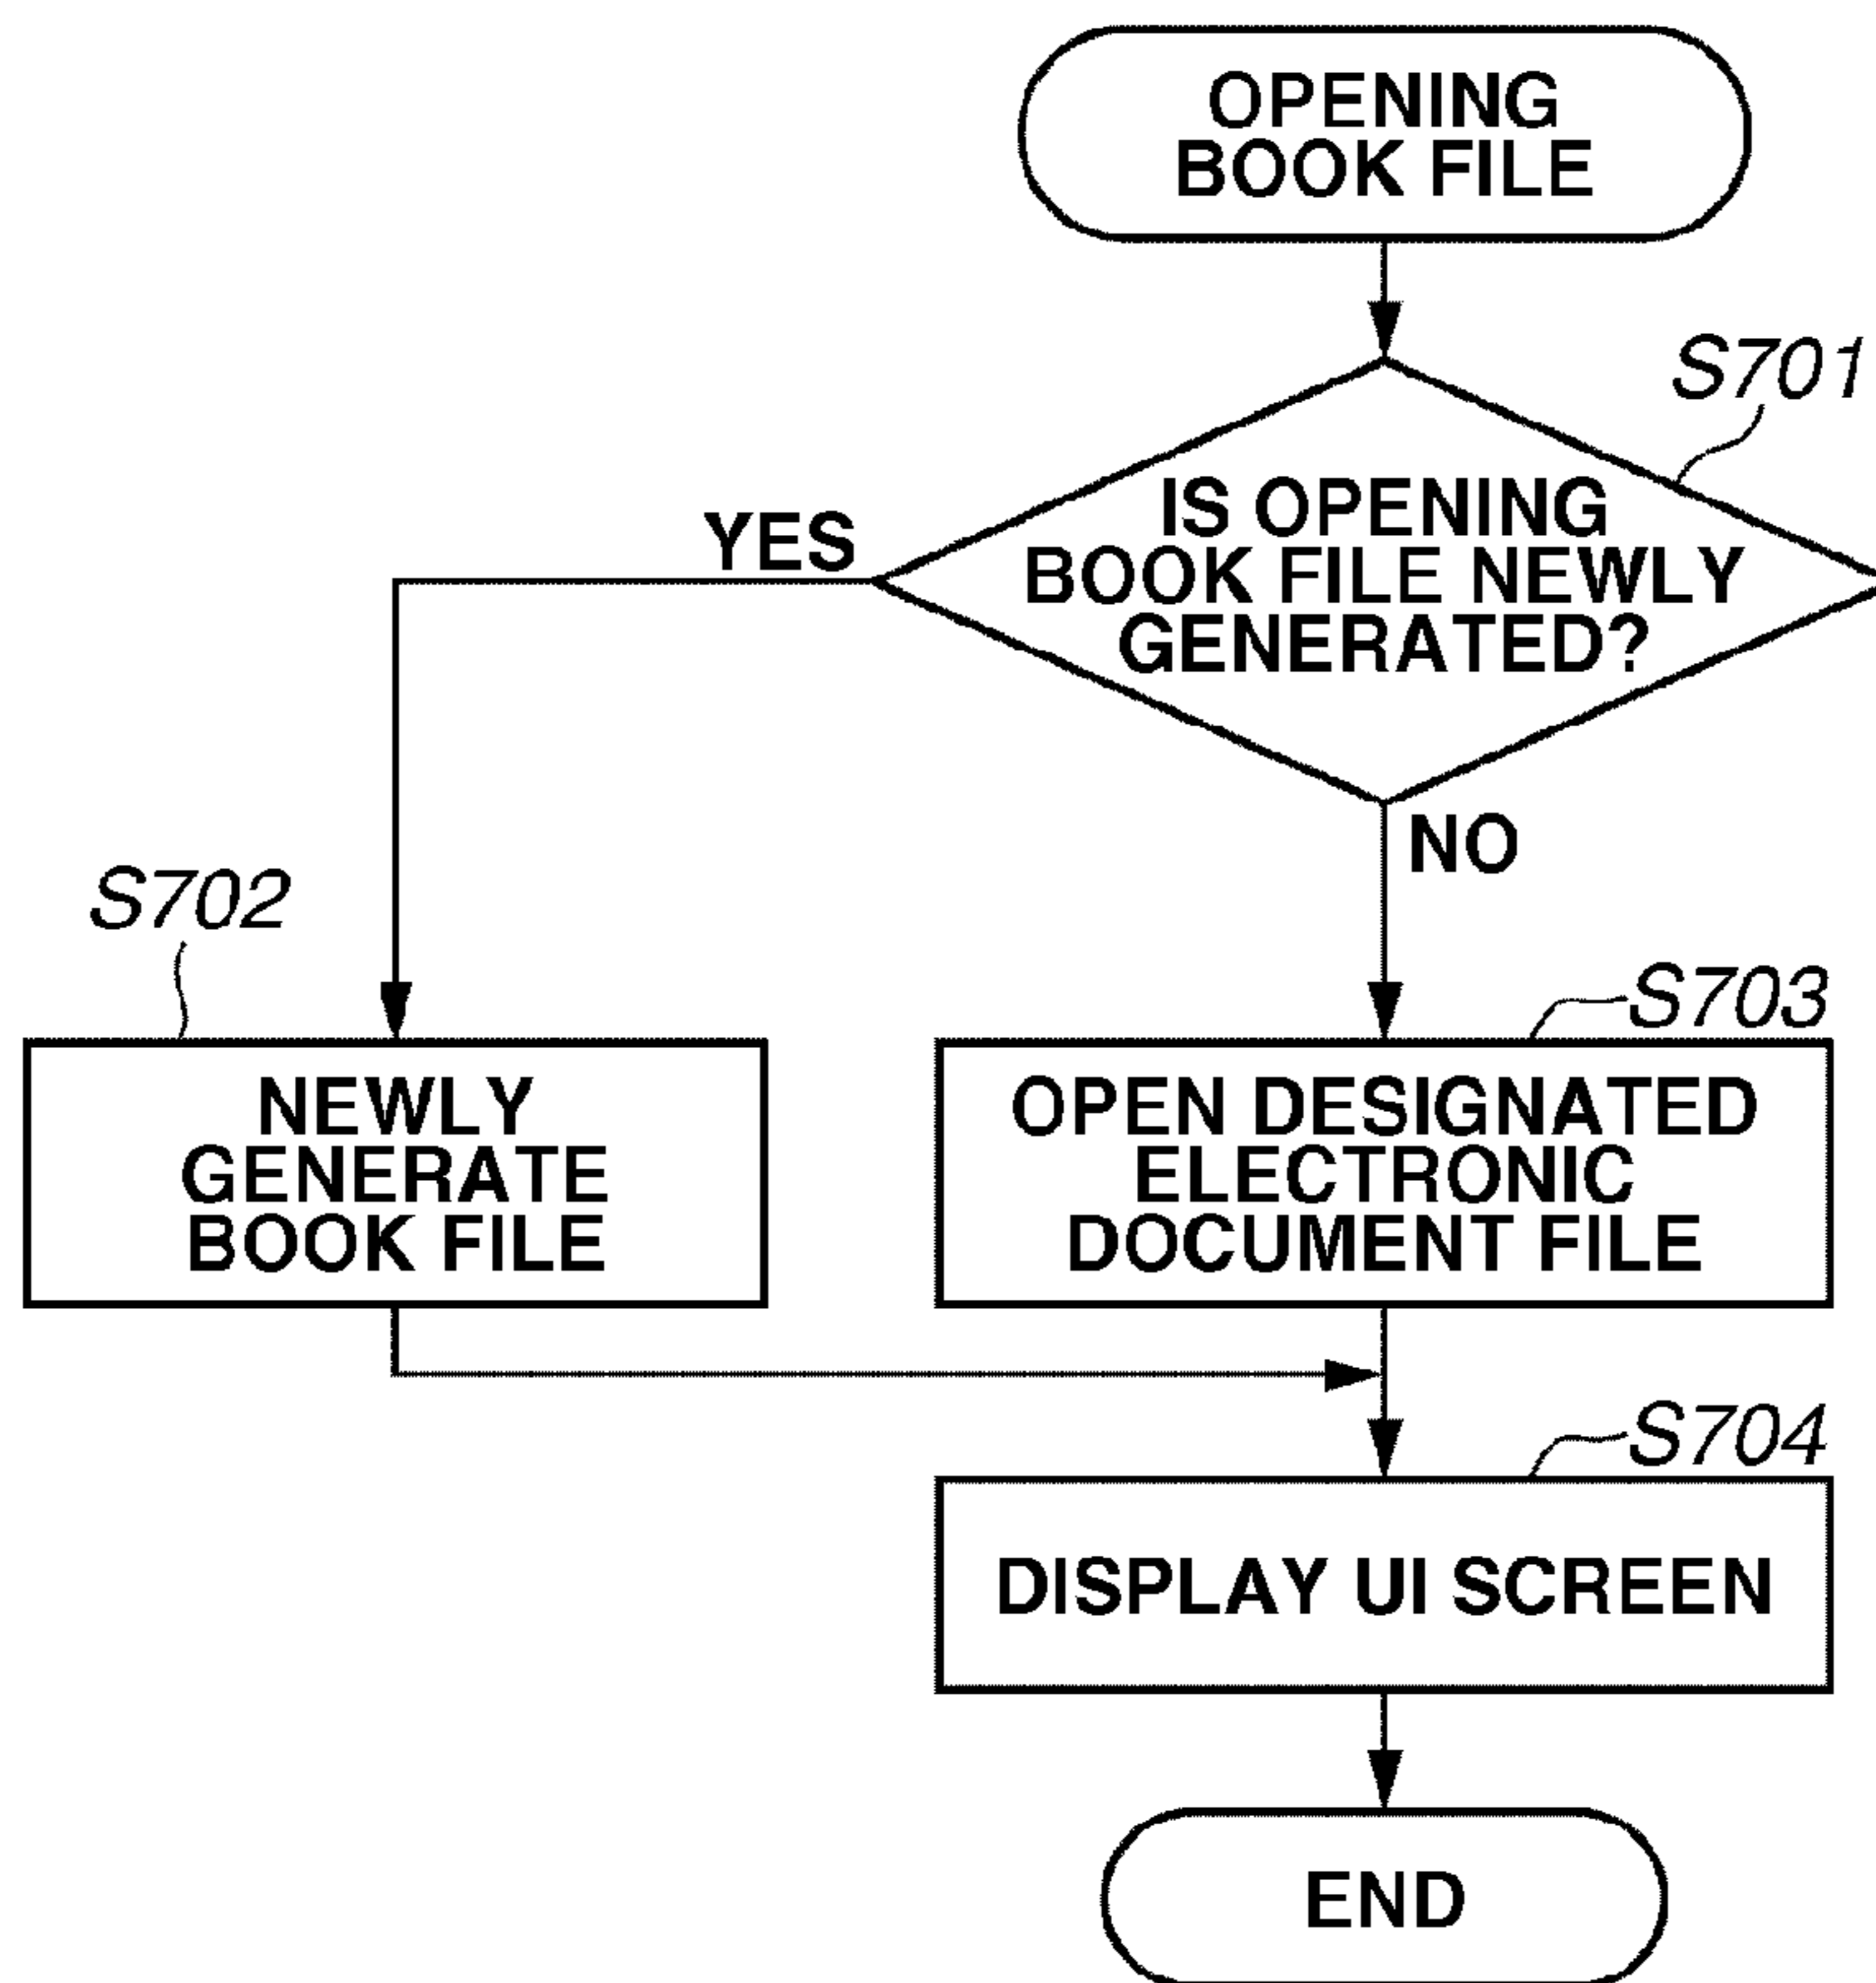 OPENING
BOOK FILE
S701
IS OPENING
BOOK FILE NEWLY
GENERATED?
YES
NO
S702
NEWLY
GENERATE
BOOK FILE
S703
OPEN DESIGNATED
ELECTRONIC
DOCUMENT FILE
S704
DISPLAY UI SCREEN
END